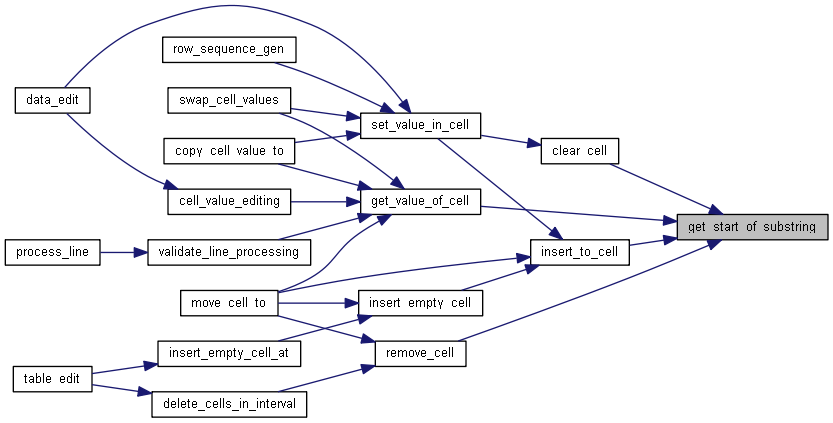 row_sequence_gen
data_edit
swap_cell_values
set_value_in_cell
copy_cell_value_to
clear_cell
cell_value_editing
get_value_of_cell
get_start_of_substring
process_line
validate_line_processing
insert_to_cell
move_cell_to
insert_empty_cell
insert_empty_cell_at
remove_cell
table_edit
delete_cells_in_interval